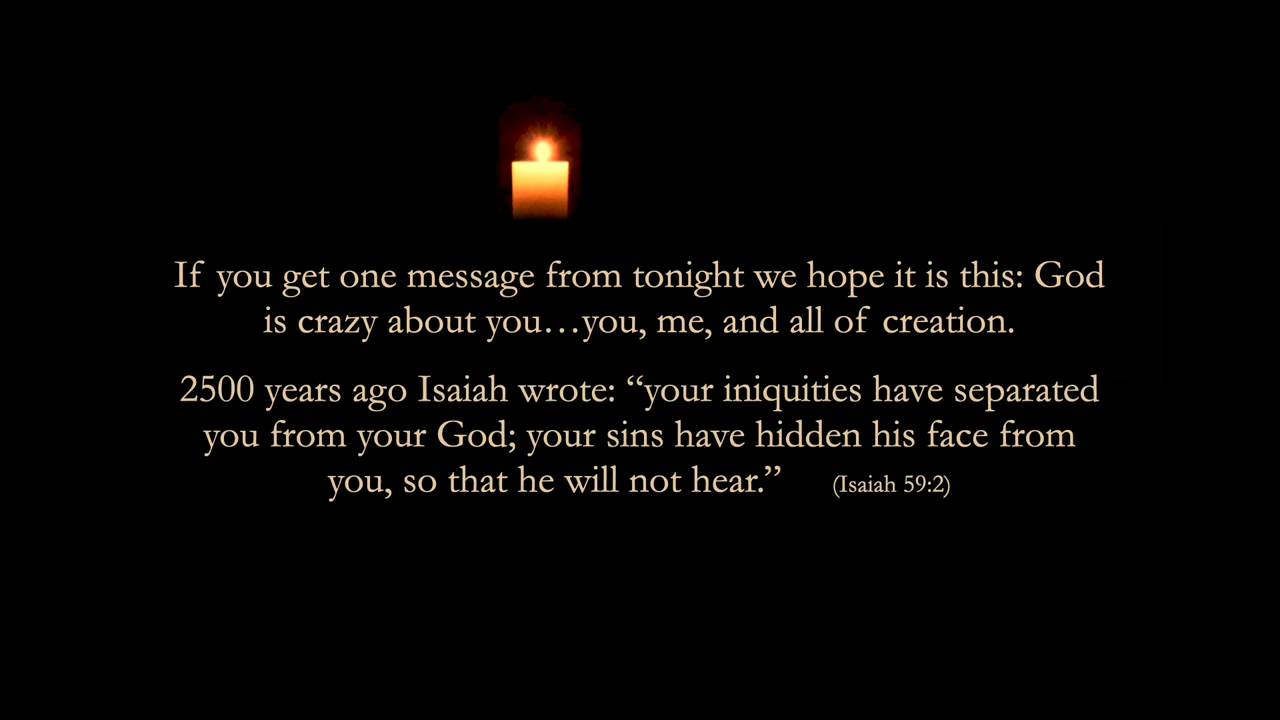 If you get one message from tonight we hope it is this: God
is crazy about you…you, me, and all of creation.
2500 years ago Isaiah wrote: “your iniquities have separated
you from your God; your sins have hidden his face from
you, so that he will not hear.” (Isaiah 59:2)